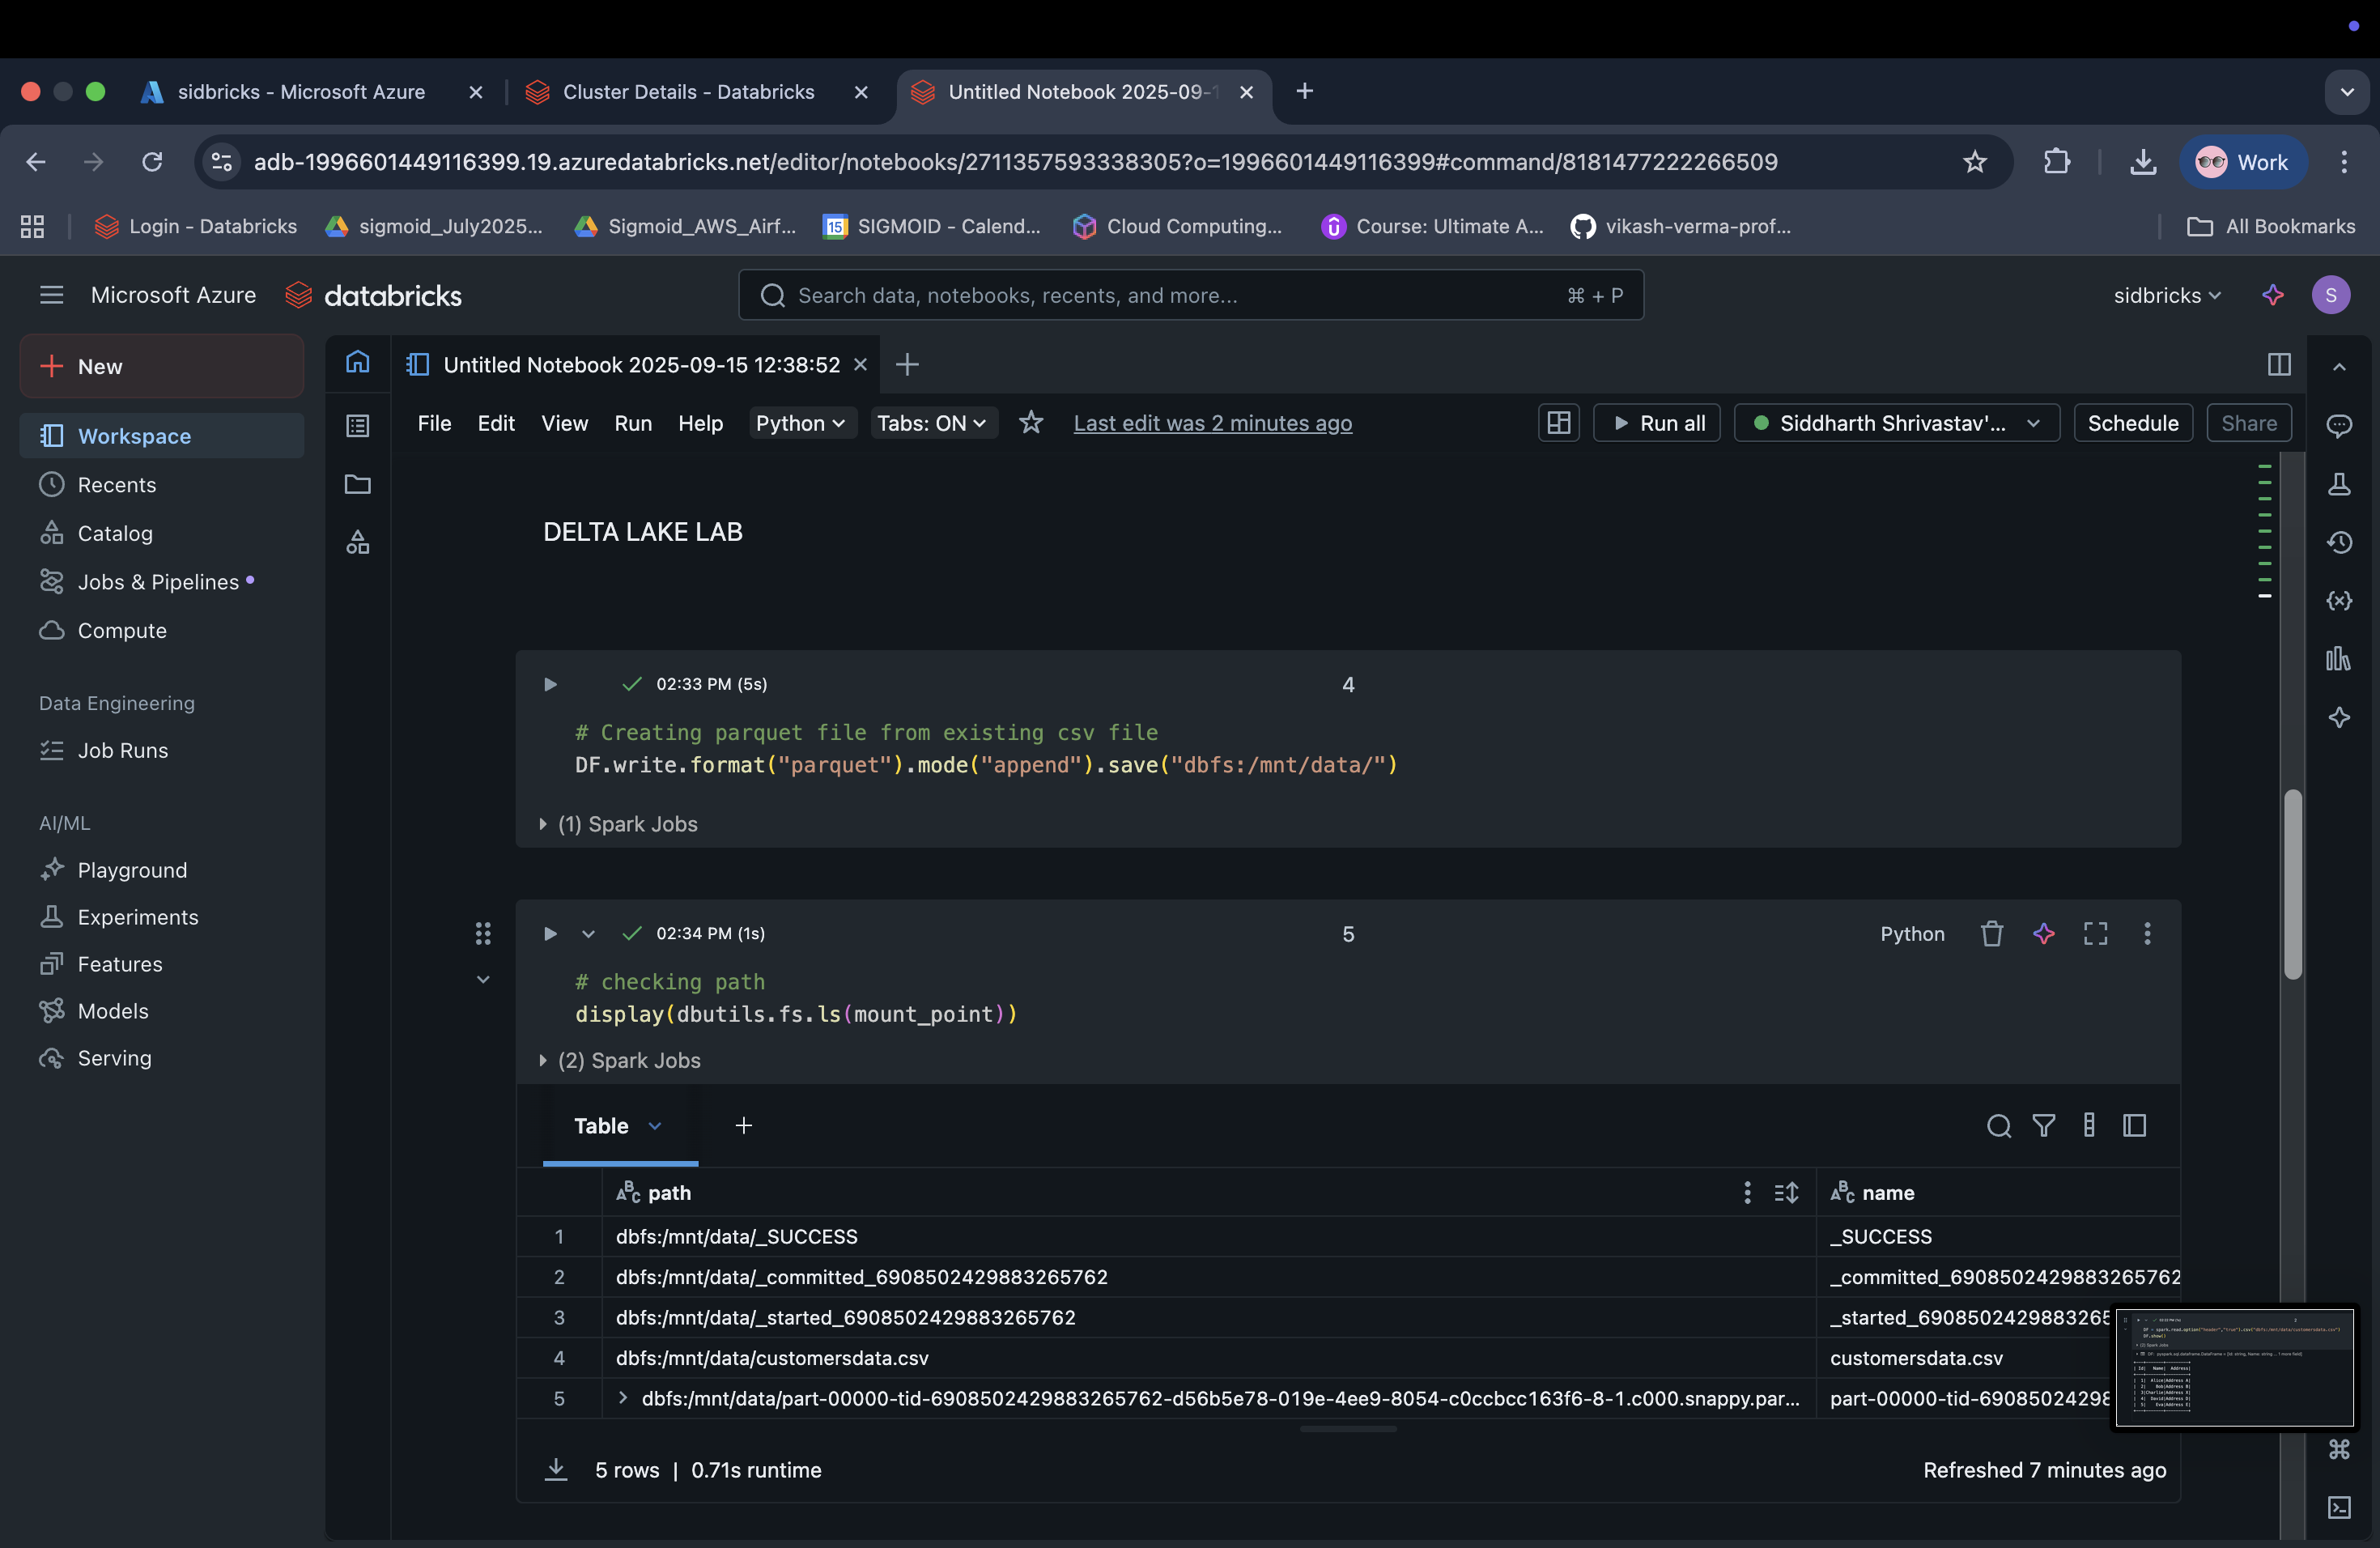 sidbricks - Microsoft Azure
Cluster Details - Databricks
Untitled Notebook 2025-09-1
adb-1996601449116399.19.azuredatabricks.net/editor/notebooks/2711357593338305?o=1996601449116399#command/8181477222266509
Work
Login - Databricks
sigmoid_July2025...
Sigmoid_AWS_Airf...
15
SIGMOID - Calend...
Cloud Computing...
Course: Ultimate A...
vikash-verma-prof...
All Bookmarks
Microsoft Azure
databricks
Search data, notebooks, recents, and more...
⌘ + P
sidbricks
S
New
Workspace
Recents
Catalog
Jobs & Pipelines
Compute
Data Engineering
Job Runs
AI/ML
Playground
Experiments
Features
Models
Serving
Untitled Notebook 2025-09-15 12:38:52
File Edit View Run Help Python Tabs: ON Last edit was 2 minutes ago
Run all
Siddharth Shrivastav'...
Schedule
Share
DELTA LAKE LAB
02:33 PM (5s)
4
# Creating parquet file from existing csv file
DF.write.format("parquet").mode("append").save("dbfs:/mnt/data/")
(1) Spark Jobs
02:34 PM (1s)
5
Python
# checking path
display(dbutils.fs.ls(mount_point))
(2) Spark Jobs
Table
path name
1 dbfs:/mnt/data/_SUCCESS _SUCCESS
2 dbfs:/mnt/data/_committed_6908502429883265762 _committed_6908502429883265762
3 dbfs:/mnt/data/_started_6908502429883265762 _started_6908502429883265
4 dbfs:/mnt/data/customersdata.csv customersdata.csv
5 dbfs:/mnt/data/part-00000-tid-6908502429883265762-d56b5e78-019e-4ee9-8054-c0ccbcc163f6-8-1.c000.snappy.par... part-00000-tid-69085024298
5 rows | 0.71s runtime
Refreshed 7 minutes ago